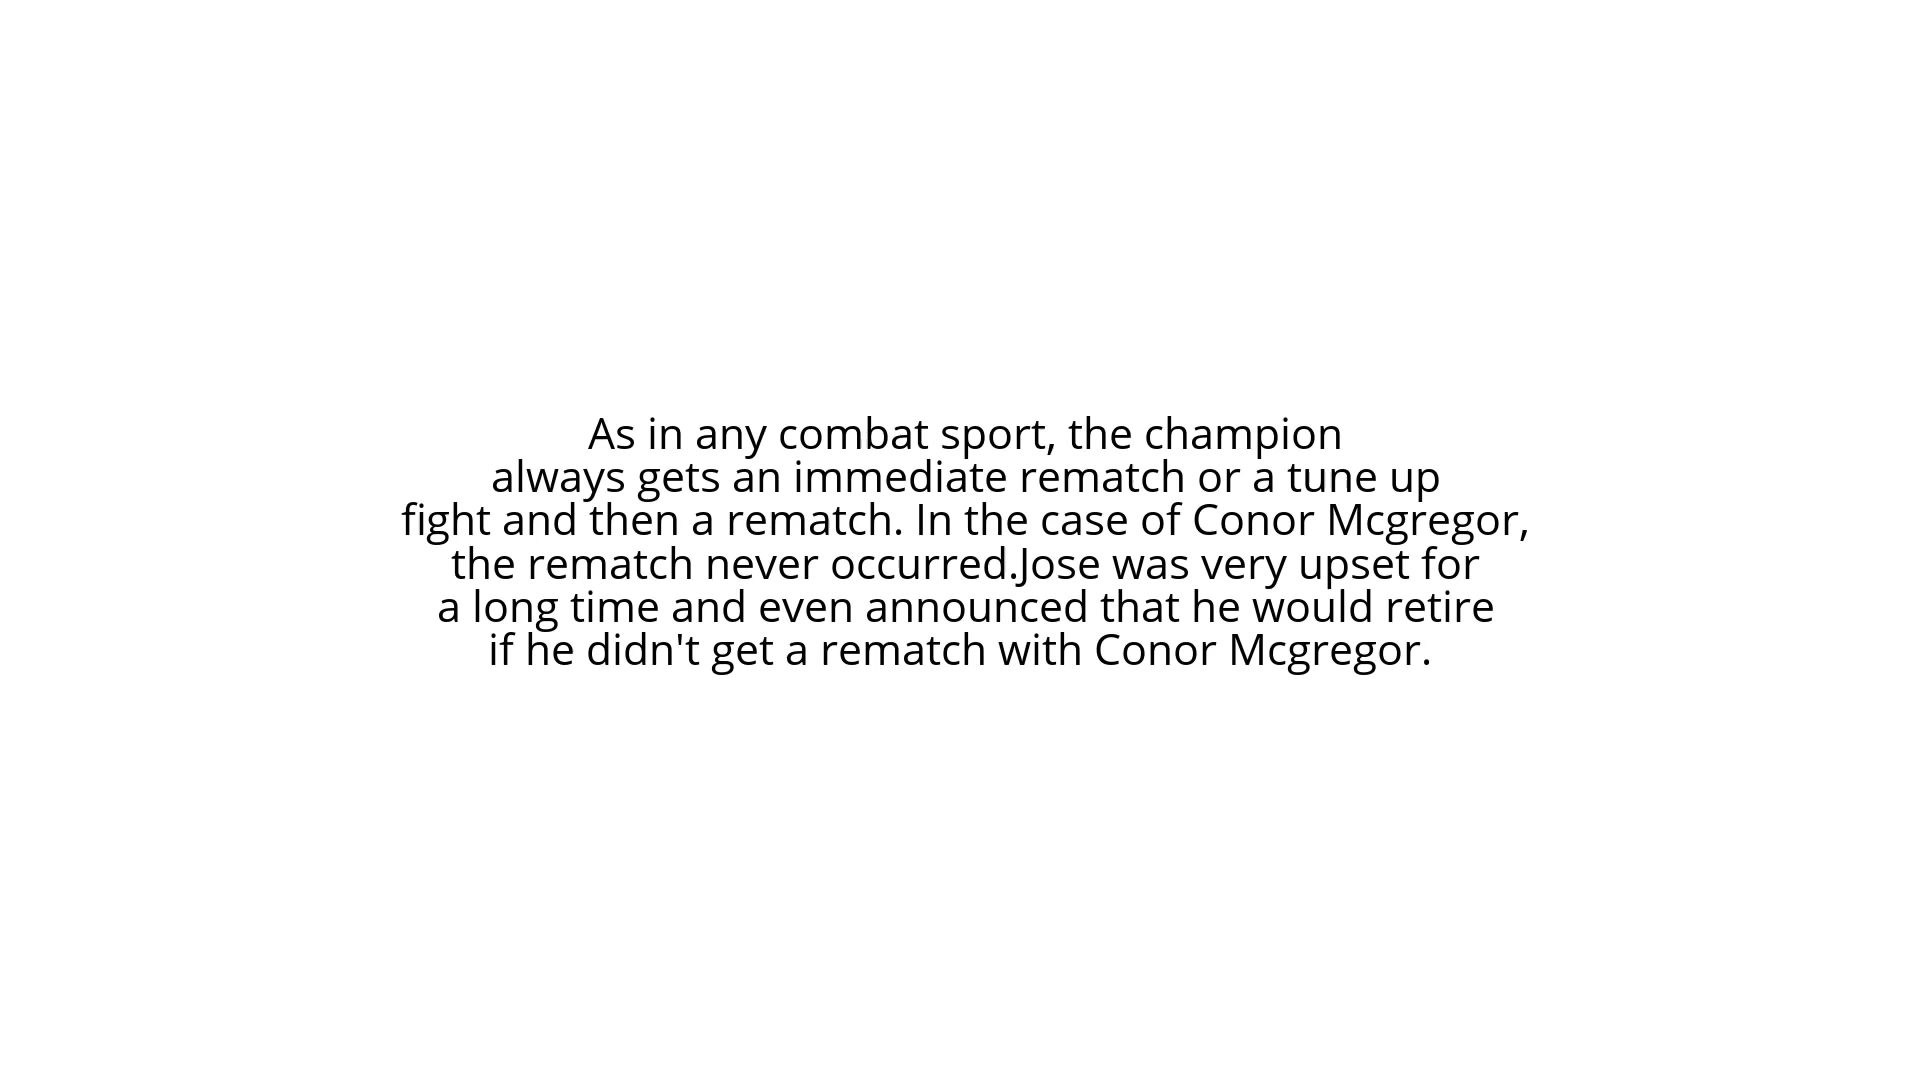 As in any combat sport, the champion
always gets an immediate rematch or a tune up
fight and then a rematch. In the case of Conor Mcgregor,
the rematch never occurred.Jose was very upset for
a long time and even announced that he would retire
if he didn't get a rematch with Conor Mcgregor.